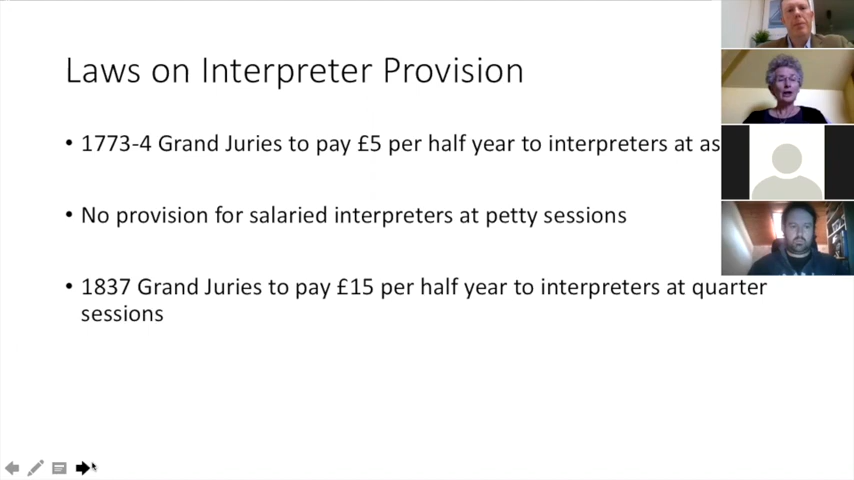 Laws on Interpreter Provision
• 1773-4 Grand Juries to pay £5 per half year to interpreters at as
• No provision for salaried interpreters at petty sessions
• 1837 Grand Juries to pay £15 per half year to interpreters at quarter
sessions